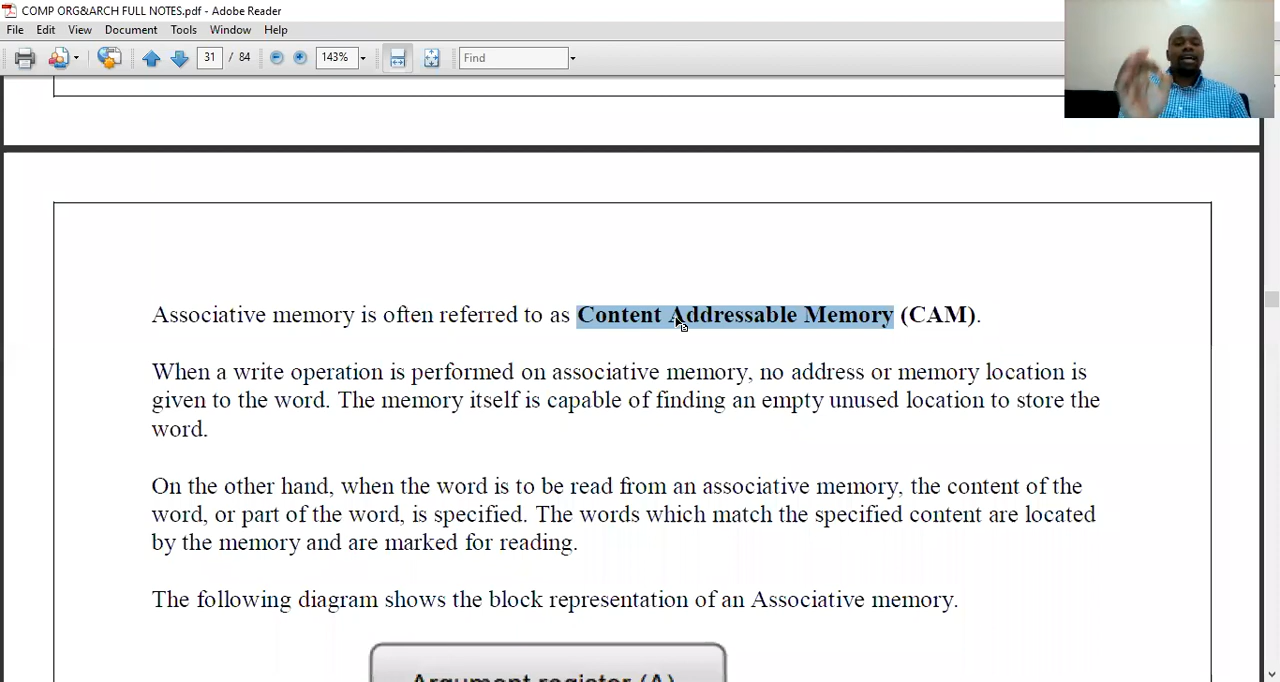 COMP ORG&ARCH FULL NOTES.pdf - Adobe Reader
File Edit View Document Tools Window Help
31 / 84 143% Find
Associative memory is often referred to as Content Addressable Memory (CAM).
When a write operation is performed on associative memory, no address or memory location is
given to the word. The memory itself is capable of finding an empty unused location to store the
word.
On the other hand, when the word is to be read from an associative memory, the content of the
word, or part of the word, is specified. The words which match the specified content are located
by the memory and are marked for reading.
The following diagram shows the block representation of an Associative memory.
Argument register (A)